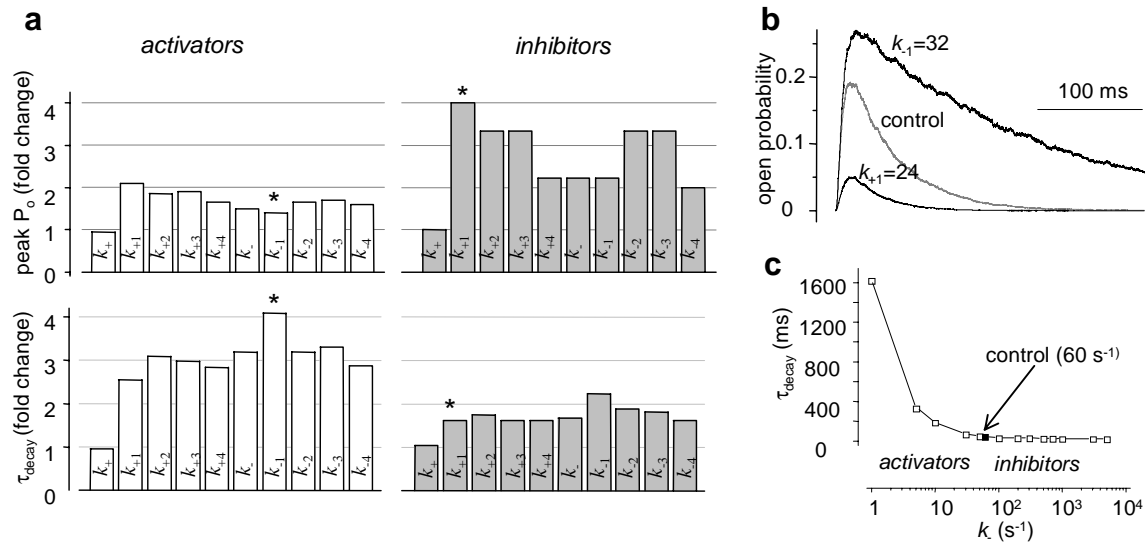 a
activators
inhibitors
peak Pₒ (fold change)
4
3
2
1
0
k₊
k₊₁
k₊₂
k₊₃
k₊₄
k₋
*
k₋₁
k₋₂
k₋₃
k₋₄
k₊
*
k₊₁
k₊₂
k₊₃
k₊₄
k₋
k₋₁
k₋₂
k₋₃
k₋₄
τdecay (fold change)
4
3
2
1
0
k₊
k₊₁
k₊₂
k₊₃
k₊₄
k₋
*
k₋₁
k₋₂
k₋₃
k₋₄
k₊
*
k₊₁
k₊₂
k₊₃
k₊₄
k₋
k₋₁
k₋₂
k₋₃
k₋₄
b
open probability
0.2
0.1
0
k₋₁=32
100 ms
control
k₊₁=24
c
τdecay (ms)
1600
1200
800
400
0
control (60 s⁻¹)
activators
inhibitors
1 10 10² 10³ 10⁴
k₋ (s⁻¹)